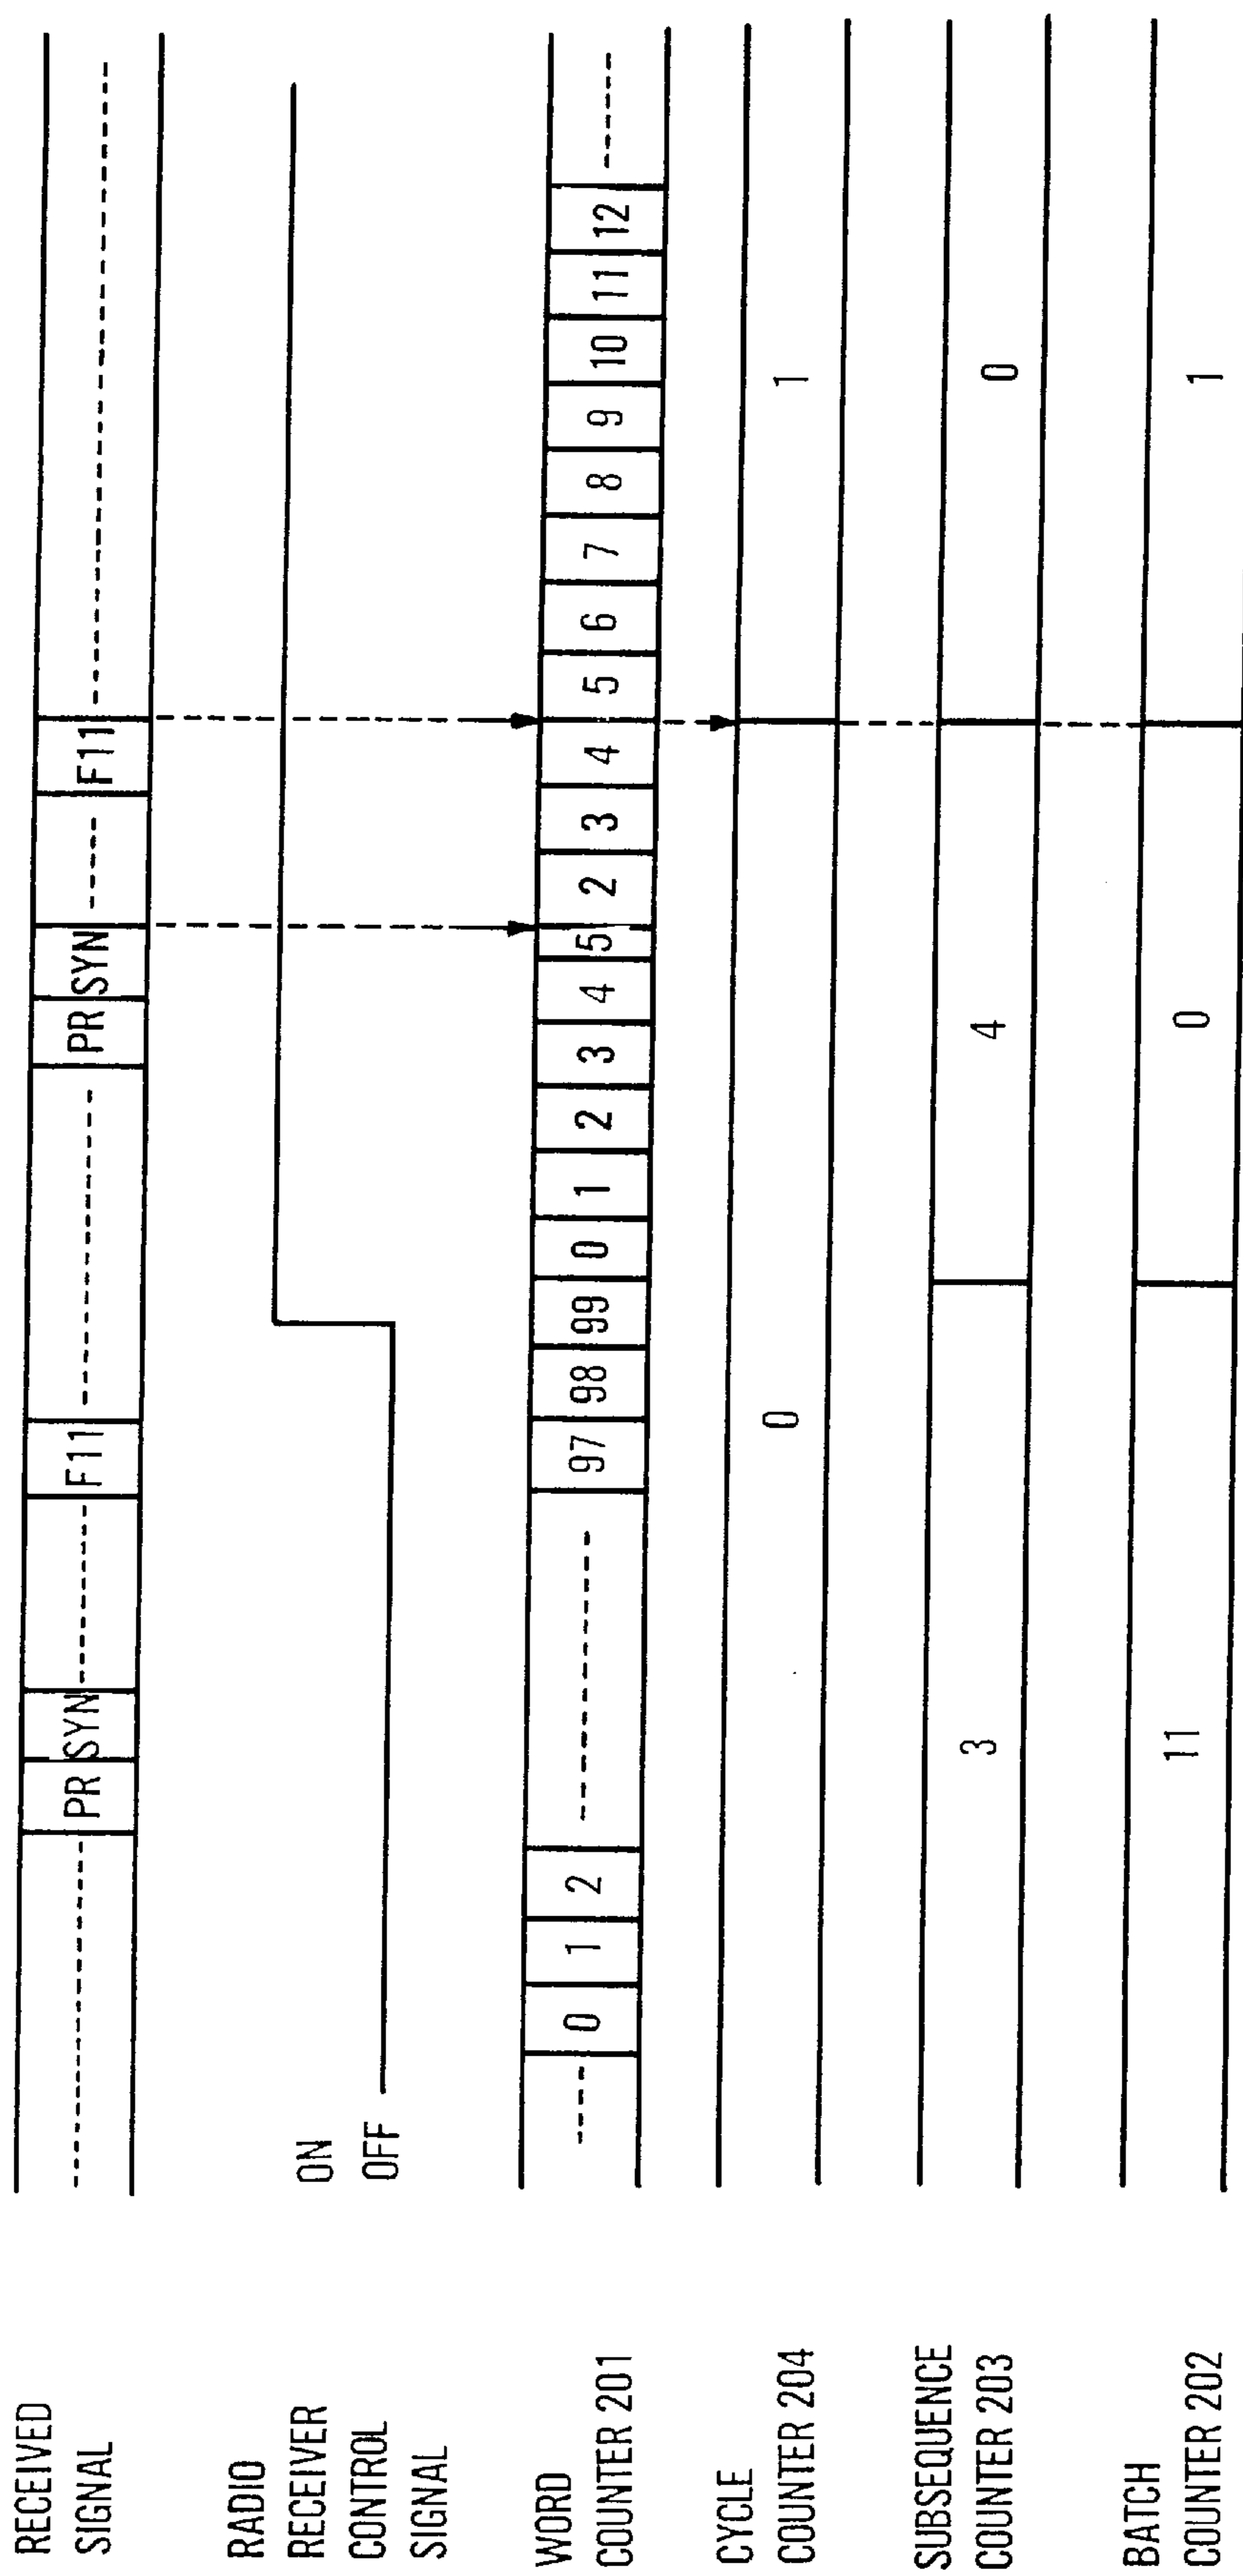 RECEIVED
SIGNAL
PR SYN F11 PR SYN F11
RADIO
RECEIVER
CONTROL
SIGNAL
ON
OFF
WORD
COUNTER 201
0 1 2 97 98 99 0 1 2 3 4 5 2 3 4 5 6 7 8 9 10 11 12
CYCLE
COUNTER 204
0 1
SUBSEQUENCE
COUNTER 203
3 4 0
BATCH
COUNTER 202
11 0 1